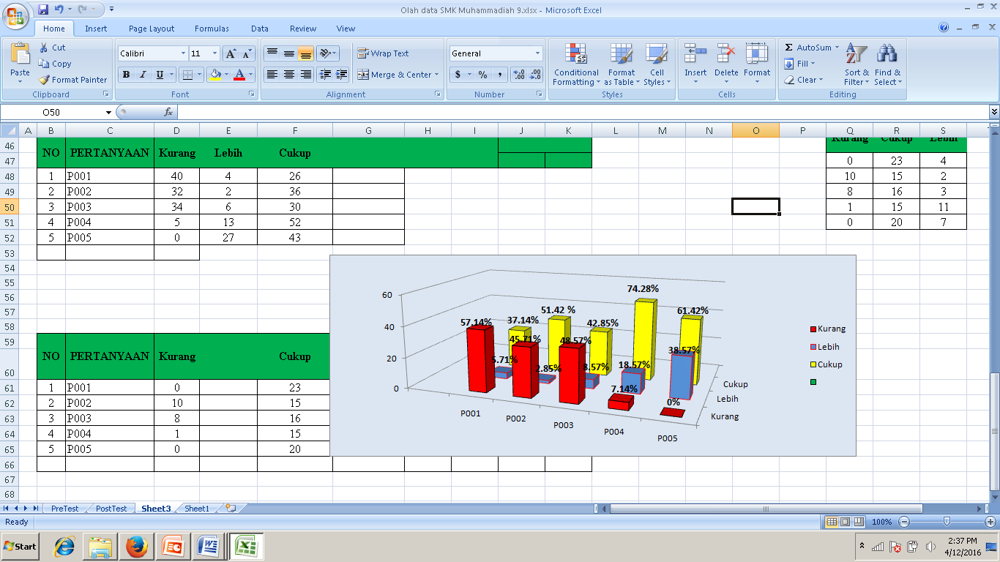 Olah data SMK Muhammadiah 9.xlsx - Microsoft Excel
Home Insert Page Layout Formulas Data Review View
Paste Cut Copy Format Painter Clipboard
Calibri 11 A A B I U A Font
Wrap Text Merge & Center Alignment
General $ % , .0 .00 .00 .0 Number
Conditional Formatting Format as Table Cell Styles Styles
Insert Delete Format Cells
Σ AutoSum Fill Clear Sort & Filter Find & Select Editing
O50 fx
A B C D E F G H I J K L M N O P Q R S
46 Kurang Cukup Lebih
NO PERTANYAAN Kurang Lebih Cukup
47 0 23 4
48 1 P001 40 4 26 10 15 2
49 2 P002 32 2 36 8 16 3
50 3 P003 34 6 30 1 15 11
51 4 P004 5 13 52 0 20 7
52 5 P005 0 27 43
53
54
55
56
57
58
59
NO PERTANYAAN Kurang Cukup
60
61 1 P001 0 23
62 2 P002 10 15
63 3 P003 8 16
64 4 P004 1 15
65 5 P005 0 20
66
67
68
60
40
20
0
57.14% 45.71% 48.57% 7.14% 0%
5.71% 2.85% 8.57% 18.57% 38.57%
37.14% 51.42 % 42.85% 74.28% 61.42%
P001 P002 P003 P004 P005
Cukup
Lebih
Kurang
Kurang
Lebih
Cukup
PreTest PostTest Sheet3 Sheet1
Ready 100%
Start
2:37 PM
4/12/2016